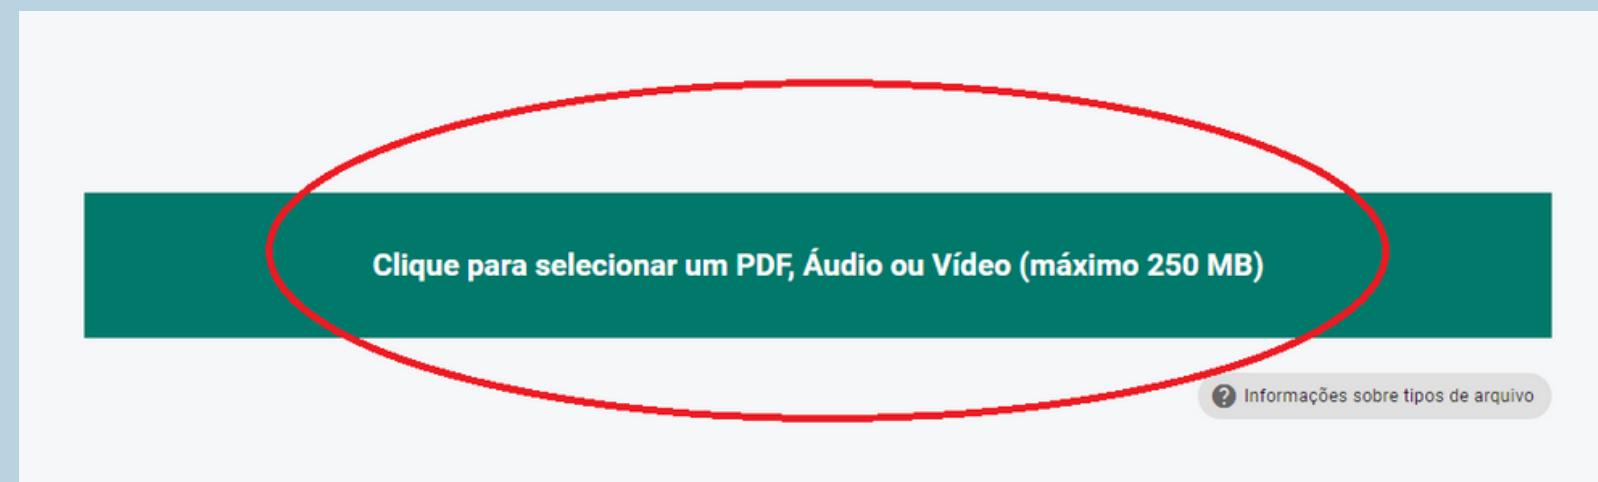 Clique para selecionar um PDF, Áudio ou Vídeo (máximo 250 MB)
Informações sobre tipos de arquivo